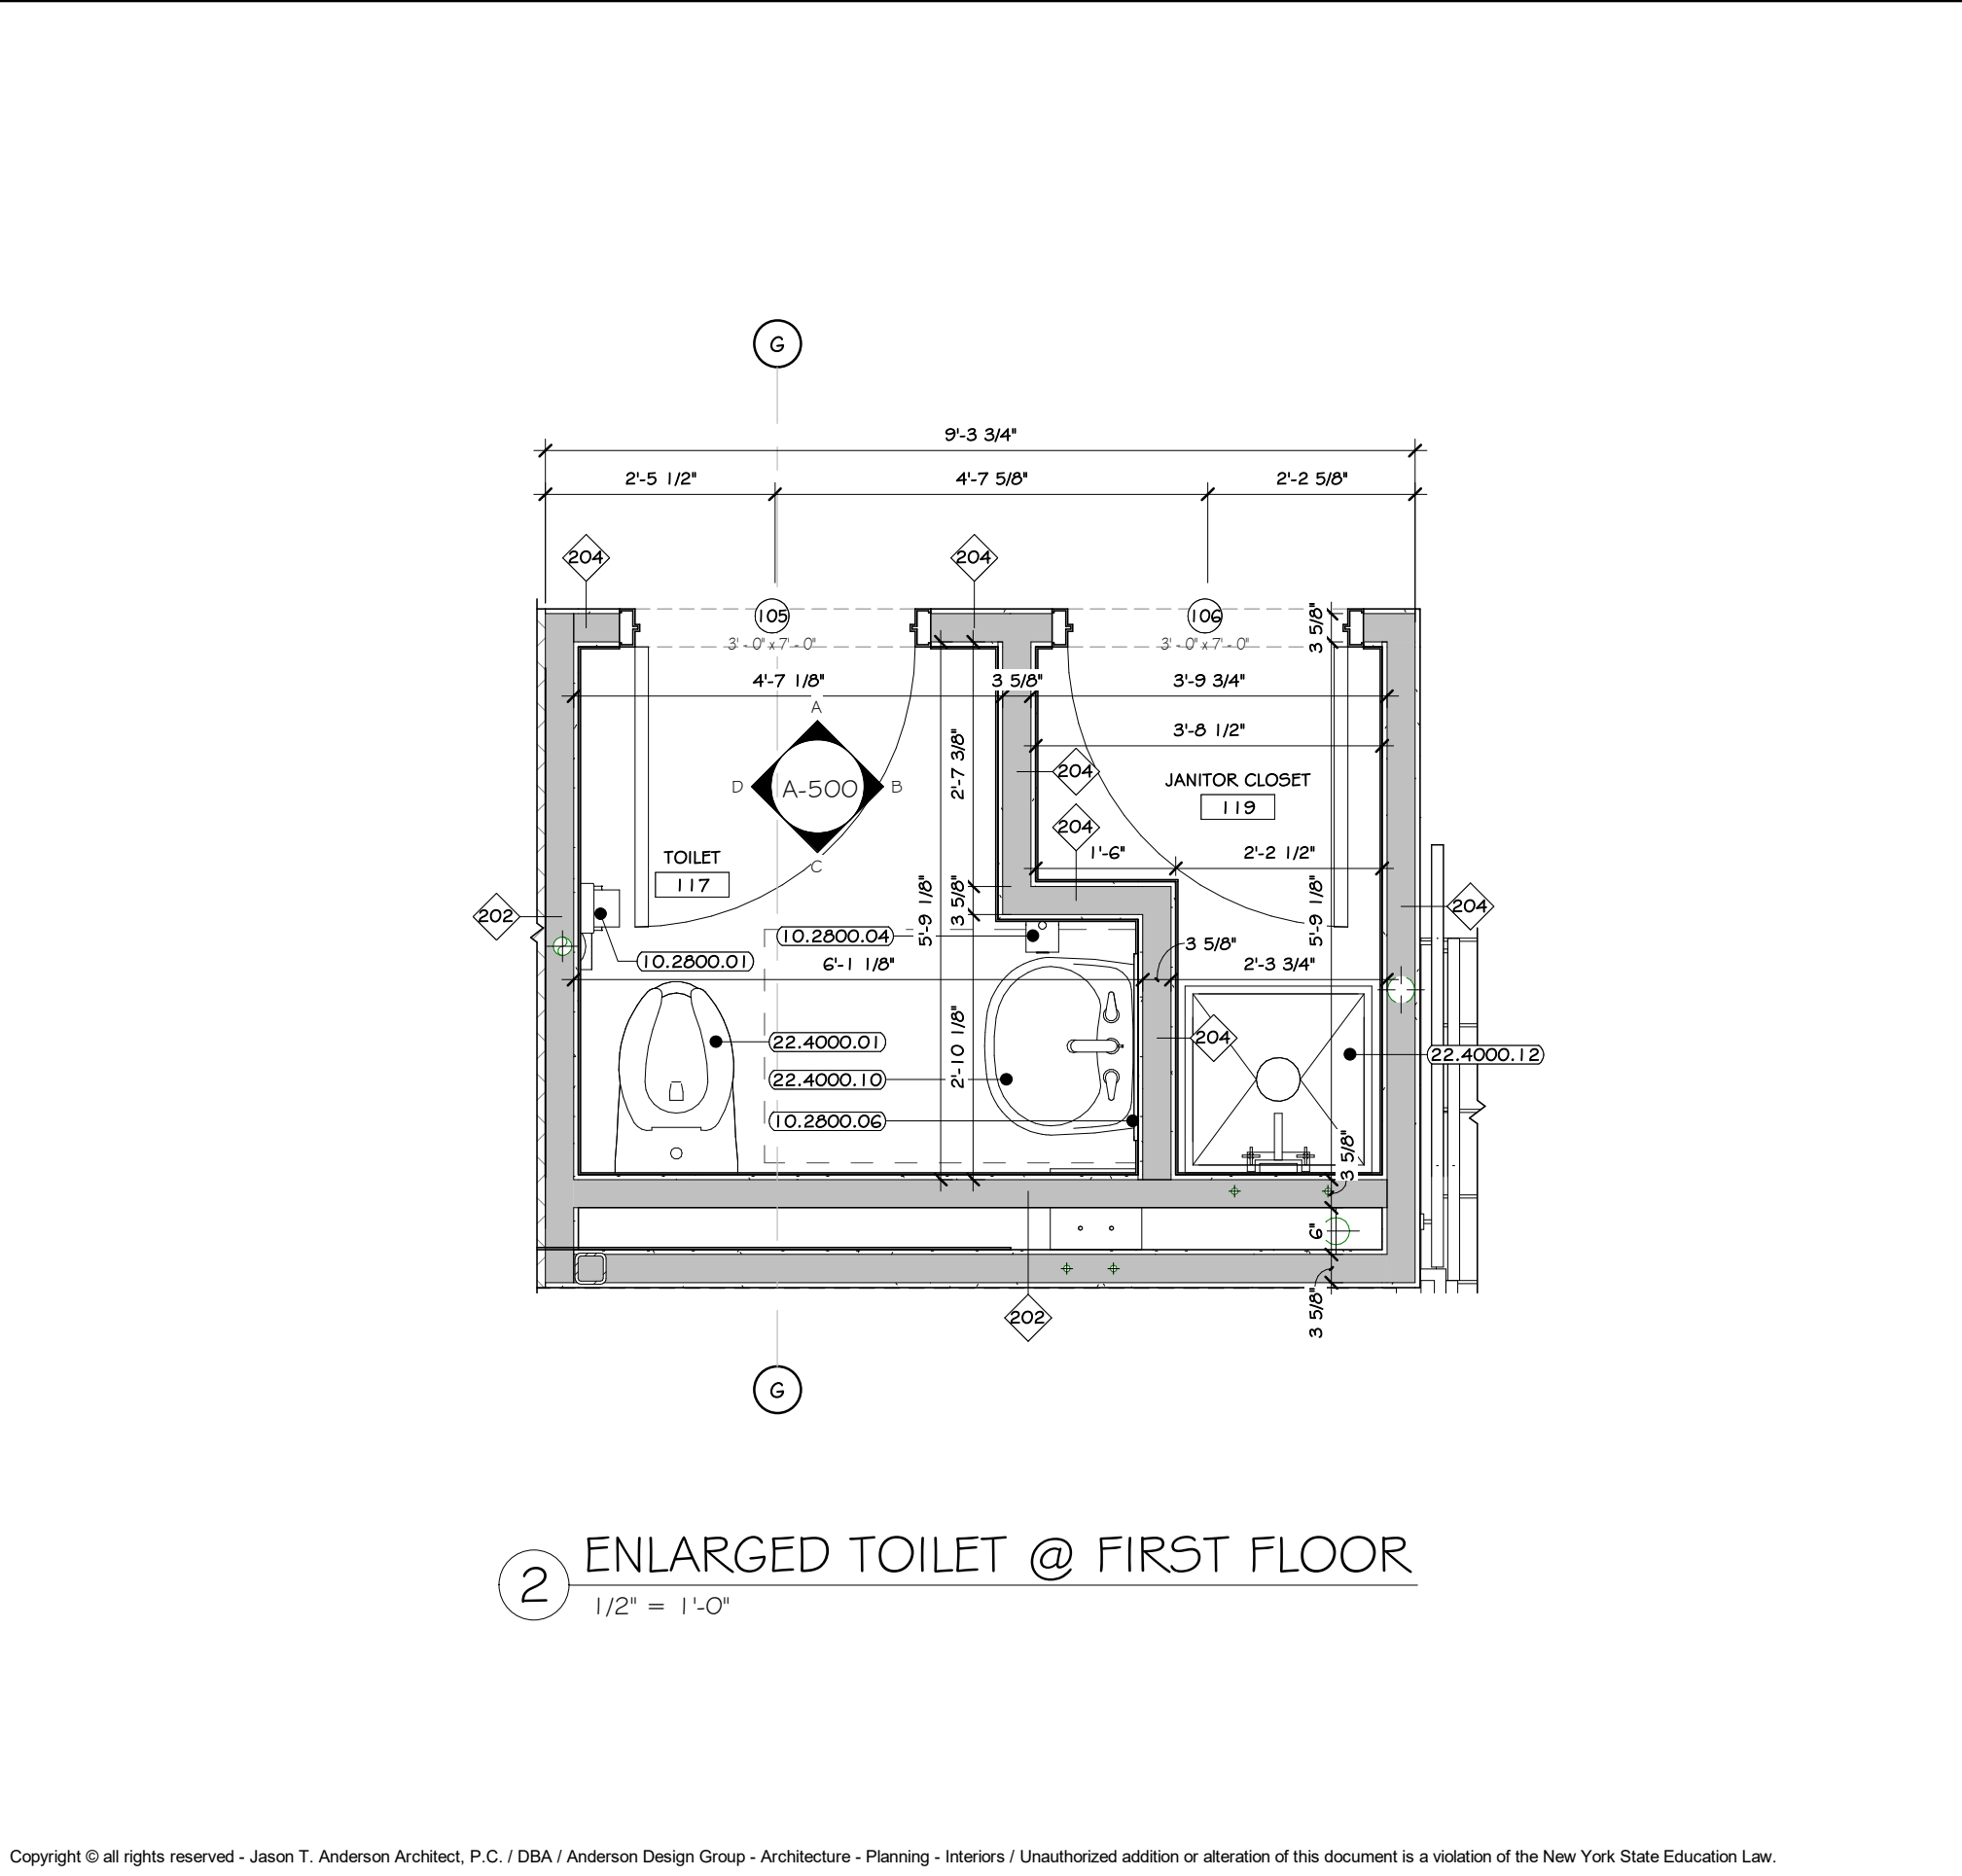 G
9'-3 3/4"
2'-5 1/2" 4'-7 5/8" 2'-2 5/8"
204 204
105 106 3 5/8"
3' - 0" x 7' - 0" 3' - 0" x 7' - 0"
4'-7 1/8" 3 5/8" 3'-9 3/4"
A
3'-8 1/2"
2'-7 3/8"
204
D A-500 B
JANITOR CLOSET
119
204
C
1'-6" 2'-2 1/2"
TOILET
117
5'-9 1/8" 3 5/8" 5'-9 1/8"
202 204
10.2800.04
3 5/8"
10.2800.01
6'-1 1/8" 2'-3 3/4"
204
22.4000.01
2'-10 1/8"
22.4000.12
22.4000.10
10.2800.06
3 5/8"
6"
3 5/8"
202
G
2 ENLARGED TOILET @ FIRST FLOOR
1/2" = 1'-0"
Copyright © all rights reserved - Jason T. Anderson Architect, P.C. / DBA / Anderson Design Group - Architecture - Planning - Interiors / Unauthorized addition or alteration of this document is a violation of the New York State Education Law.